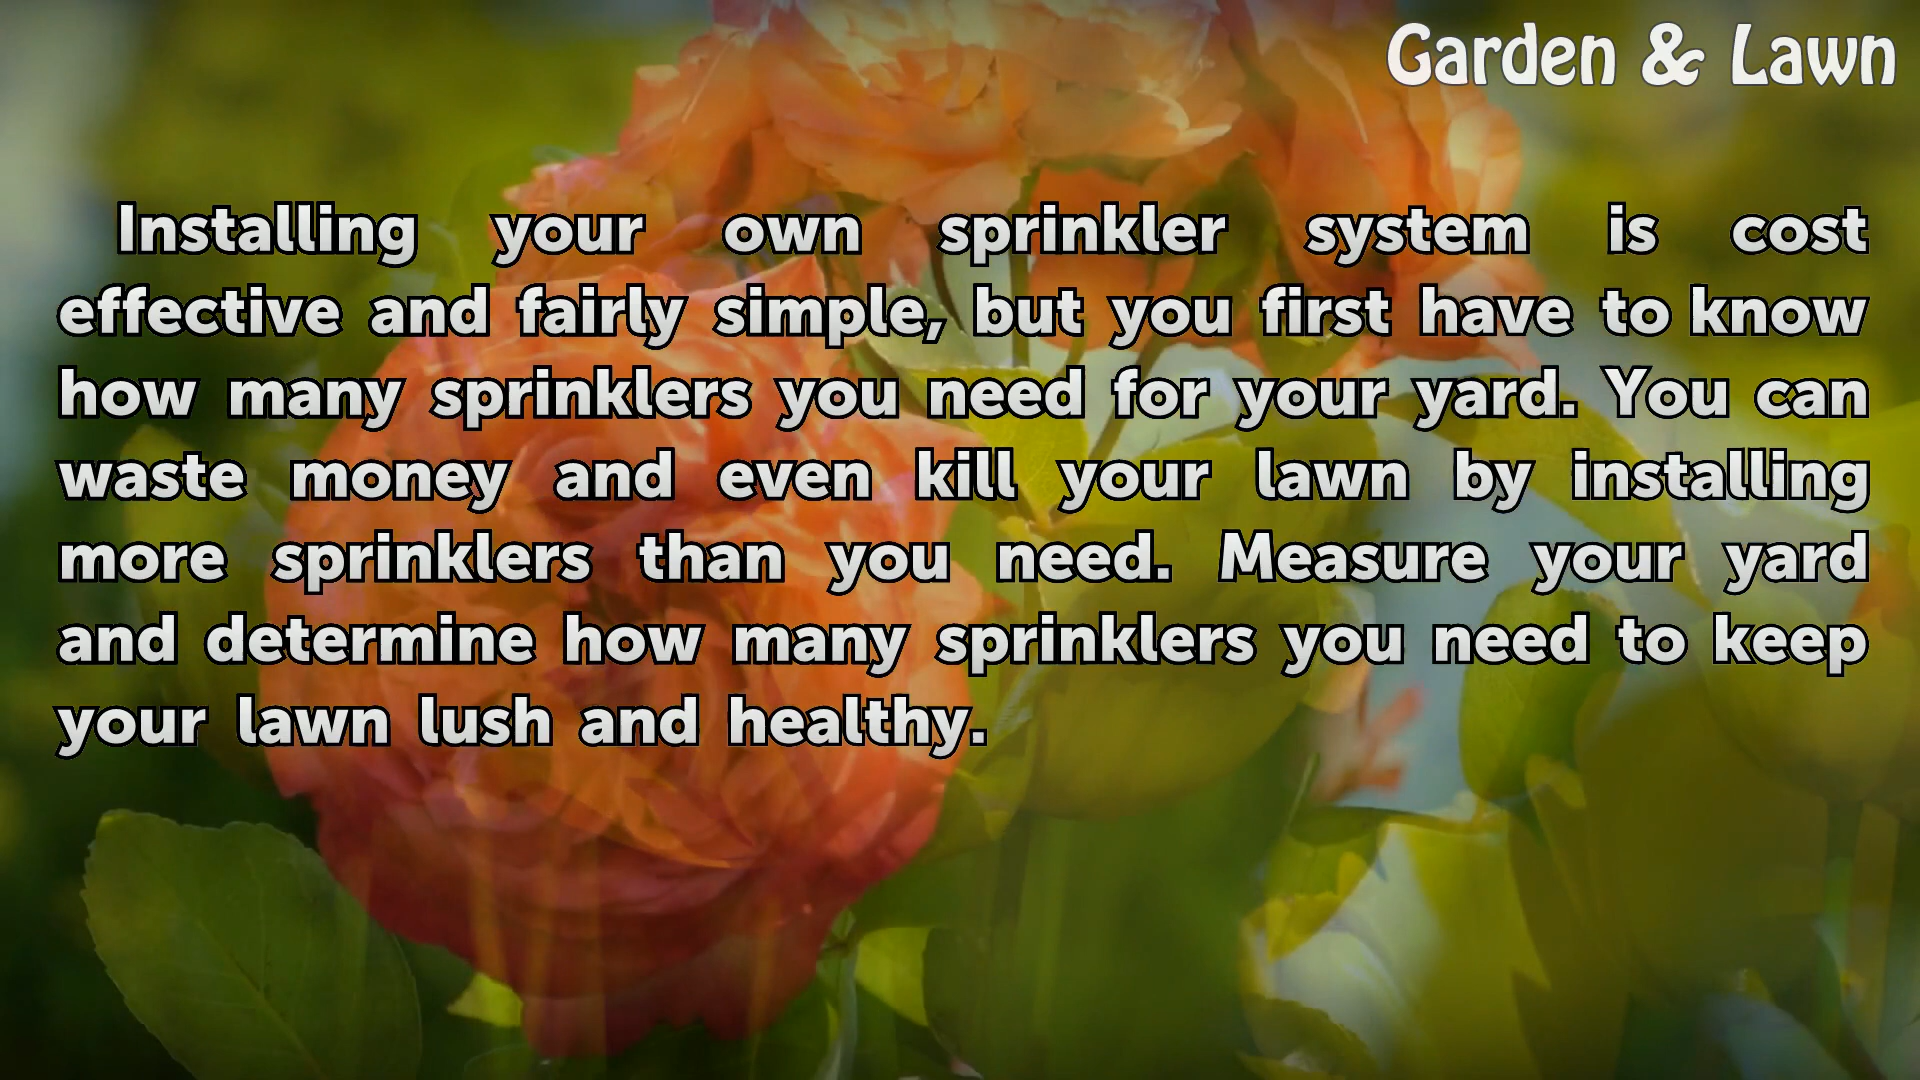 Garden & Lawn
Installing your own sprinkler system is cost
effective and fairly simple, but you first have to know
how many sprinklers you need for your yard. You can
waste money and even kill your lawn by installing
more sprinklers than you need. Measure your yard
and determine how many sprinklers you need to keep
your lawn lush and healthy.